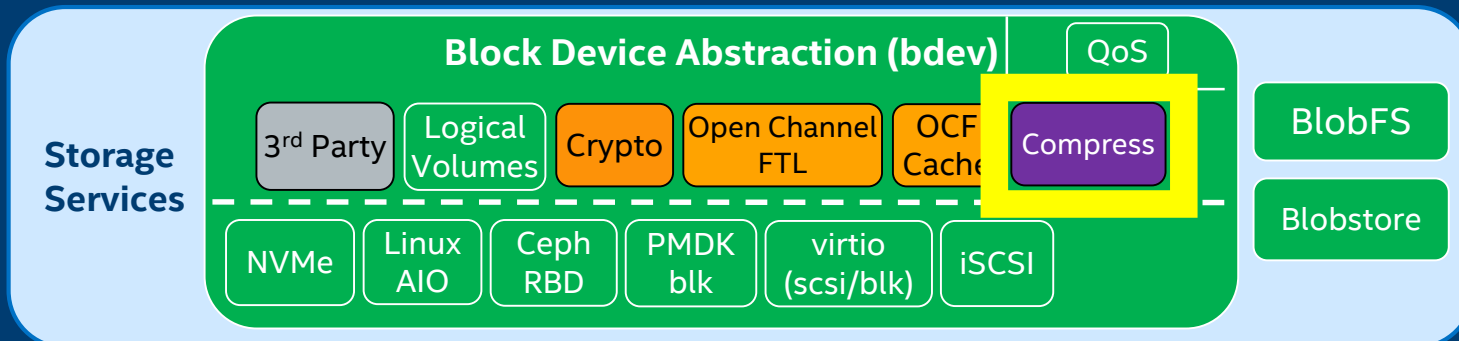 Block Device Abstraction (bdev)
QoS
3rd Party
Logical
Volumes
Crypto
Open Channel
FTL
OCF
Cache
Compress
Storage
Services
NVMe
Linux
AIO
Ceph
RBD
PMDK
blk
virtio
(scsi/blk)
iSCSI
BlobFS
Blobstore